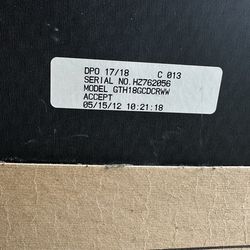 DPO 17/18 C 013
SERIAL NO. HZ762056
MODEL GTH18GCDCRWW
ACCEPT
05/15/12 10:21:18